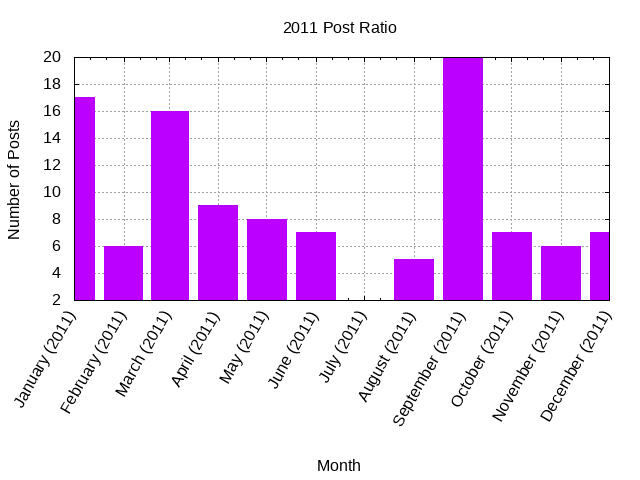 2011 Post Ratio
20
18
16
14
12
10
8
6
4
2
Number of Posts
January (2011)
February (2011)
March (2011)
April (2011)
May (2011)
June (2011)
July (2011)
August (2011)
September (2011)
October (2011)
November (2011)
December (2011)
Month